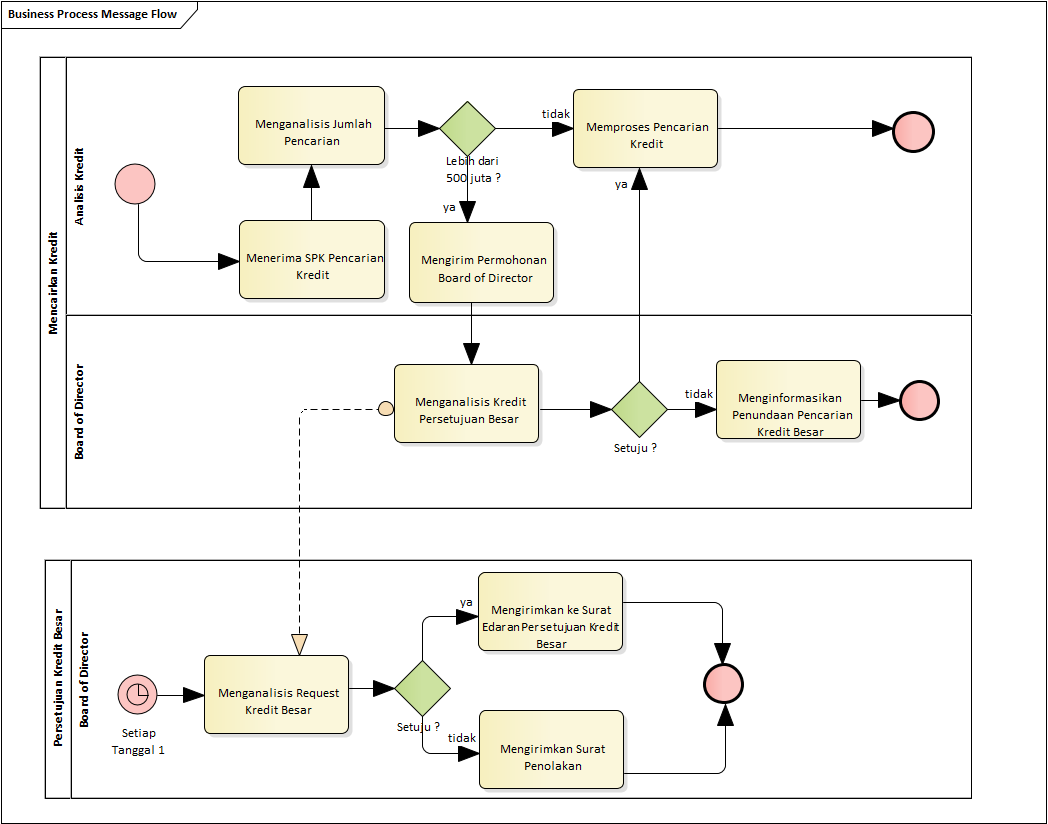 Business Process Message Flow
Mencairkan Kredit
Analisis Kredit
Menganalisis Jumlah
Pencarian
Lebih dari
500 juta ?
tidak
Memproses Pencarian
Kredit
ya
ya
Menerima SPK Pencarian
Kredit
Mengirim Permohonan
Board of Director
Board of Director
Menganalisis Kredit
Persetujuan Besar
Setuju ?
tidak
Menginformasikan
Penundaan Pencarian
Kredit Besar
Persetujuan Kredit Besar
Board of Director
Setiap
Tanggal 1
Menganalisis Request
Kredit Besar
Setuju ?
ya
Mengirimkan ke Surat
Edaran Persetujuan Kredit
Besar
tidak
Mengirimkan Surat
Penolakan